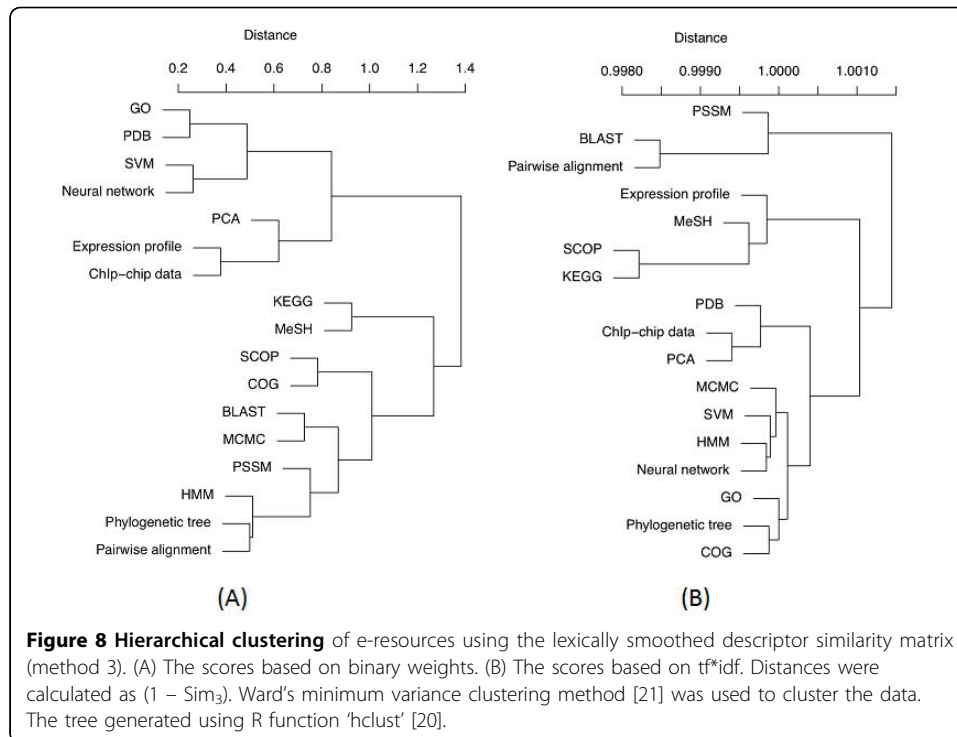 Distance
0.2 0.4 0.6 0.8 1.0 1.2 1.4
GO
PDB
SVM
Neural network
PCA
Expression profile
ChIp-chip data
KEGG
MeSH
SCOP
COG
BLAST
MCMC
PSSM
HMM
Phylogenetic tree
Pairwise alignment
(A)
Distance
0.9980 0.9990 1.0000 1.0010
PSSM
BLAST
Pairwise alignment
Expression profile
MeSH
SCOP
KEGG
PDB
ChIp-chip data
PCA
MCMC
SVM
HMM
Neural network
GO
Phylogenetic tree
COG
(B)
Figure 8 Hierarchical clustering of e-resources using the lexically smoothed descriptor similarity matrix
(method 3). (A) The scores based on binary weights. (B) The scores based on tf*idf. Distances were
calculated as (1 – Sim₃). Ward's minimum variance clustering method [21] was used to cluster the data.
The tree generated using R function 'hclust' [20].